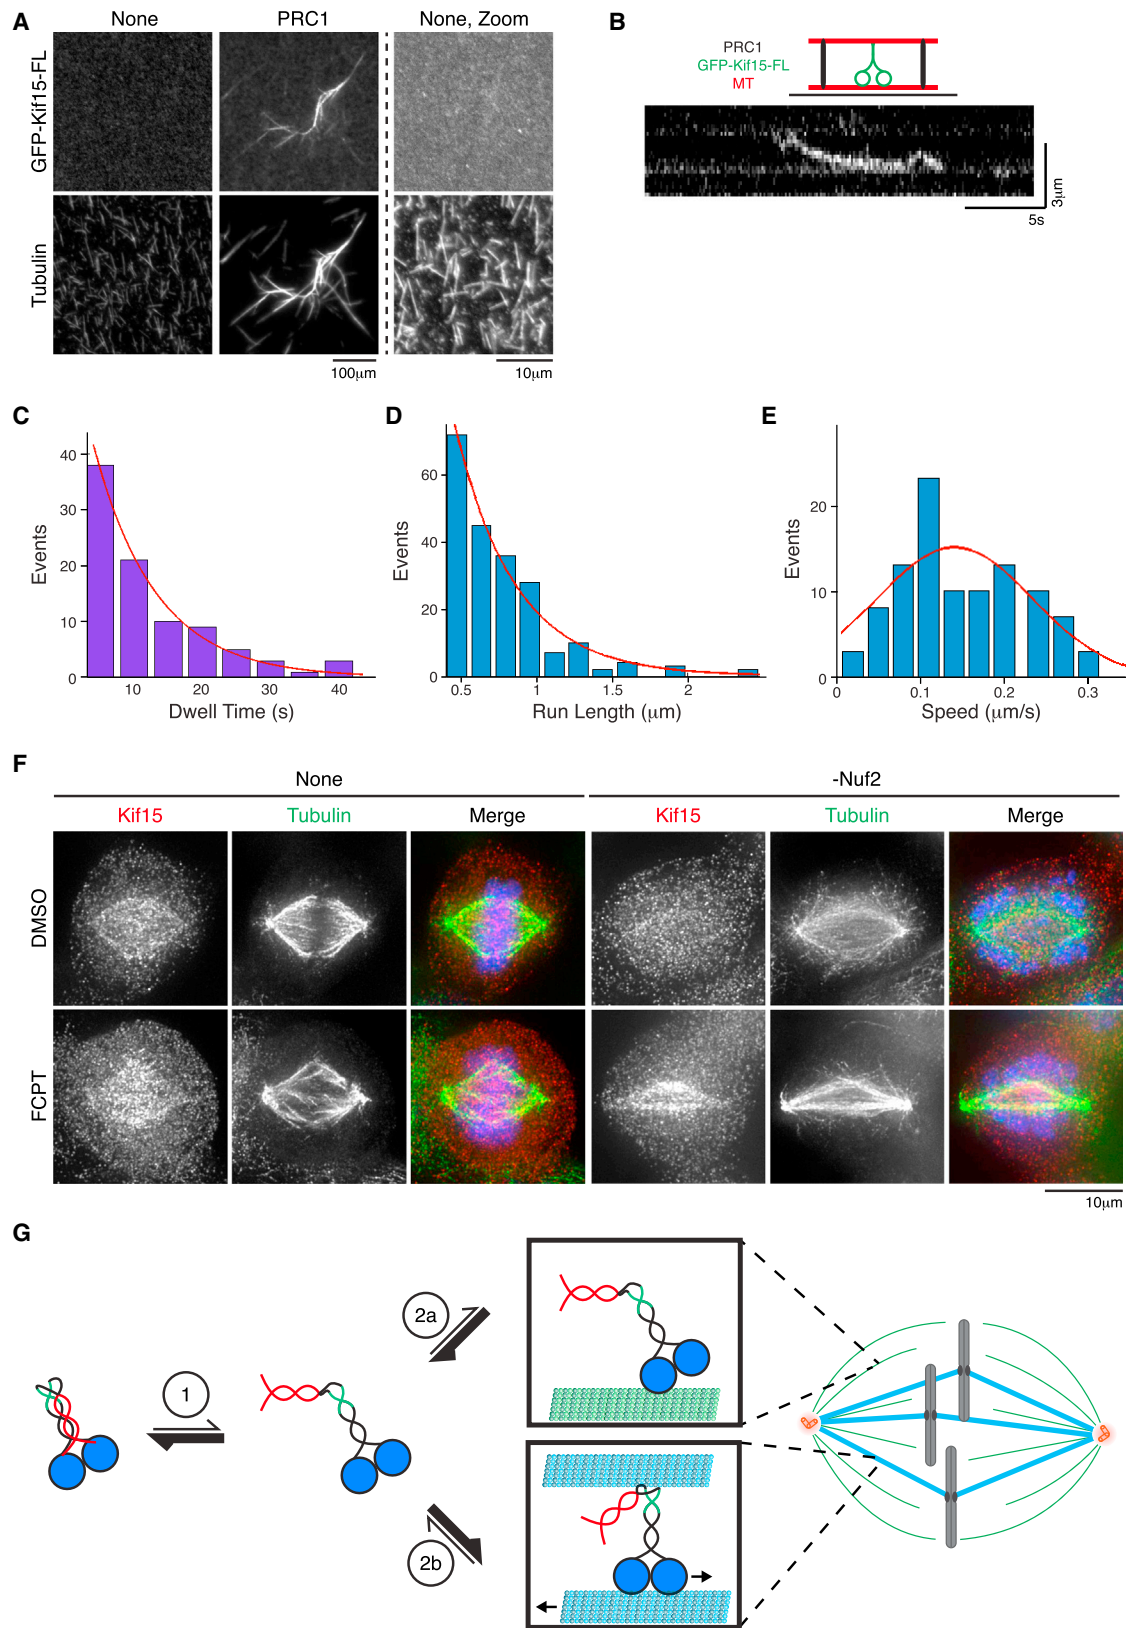 A
None
PRC1
None, Zoom
GFP-Kif15-FL
Tubulin
100μm
10μm
B
PRC1
GFP-Kif15-FL
MT
3μm
5s
C
Events
40
30
20
10
0
10
20
30
40
Dwell Time (s)
D
Events
60
40
20
0
0.5
1
1.5
2
Run Length (μm)
E
Events
20
10
0
0
0.1
0.2
0.3
Speed (μm/s)
F
None
-Nuf2
Kif15
Tubulin
Merge
Kif15
Tubulin
Merge
DMSO
FCPT
10μm
G
1
2a
2b